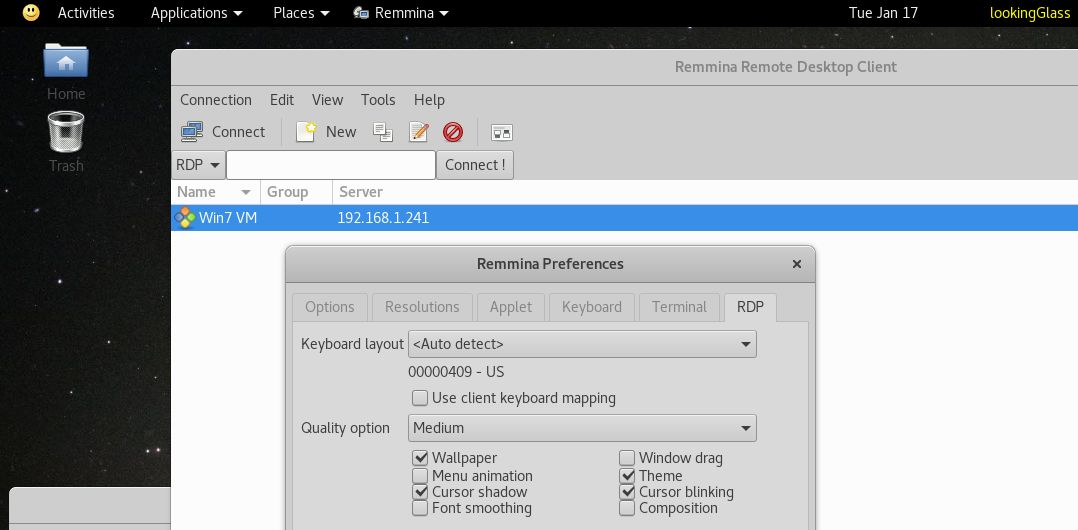 Activities Applications Places Remmina Tue Jan 17 lookingGlass
Home
Trash
Remmina Remote Desktop Client
Connection Edit View Tools Help
Connect New
RDP Connect !
Name Group Server
Win7 VM 192.168.1.241
Remmina Preferences
Options Resolutions Applet Keyboard Terminal RDP
Keyboard layout <Auto detect>
00000409 - US
Use client keyboard mapping
Quality option Medium
Wallpaper Window drag
Menu animation Theme
Cursor shadow Cursor blinking
Font smoothing Composition